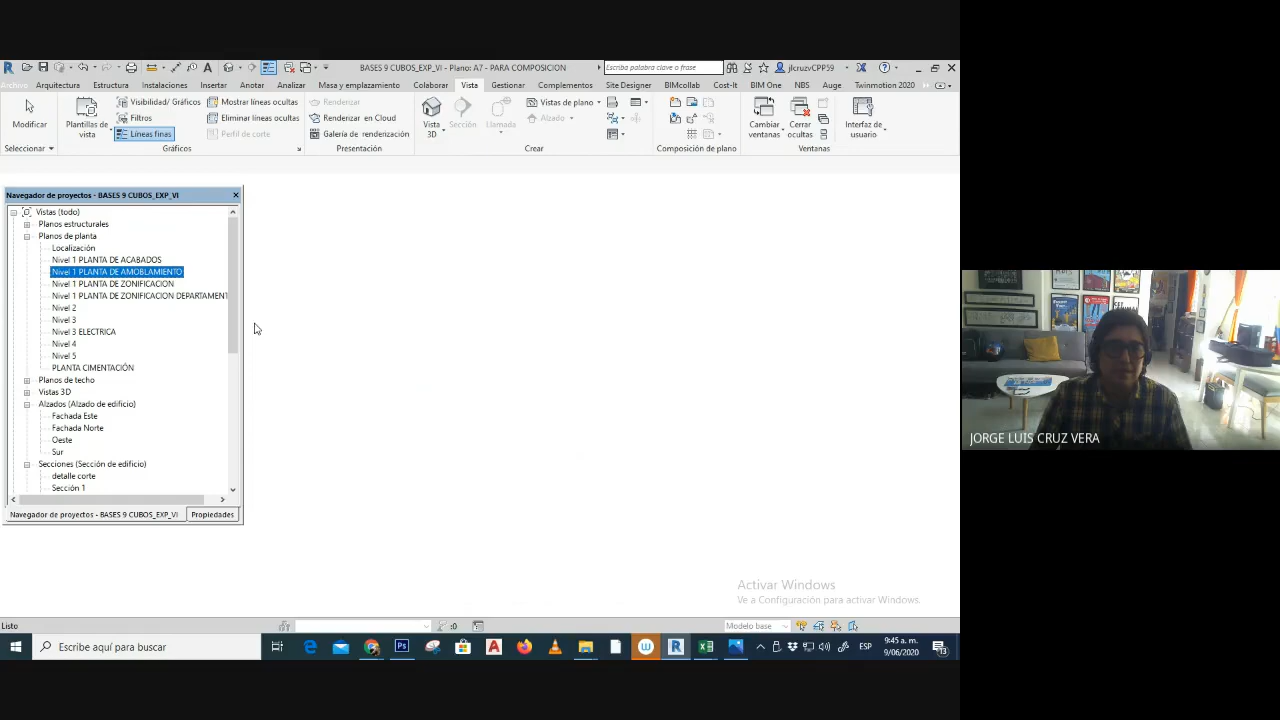 BASES 9 CUBOS_EXP_VI - Plano: A7 - PARA COMPOSICION
Escriba palabra clave o frase
jlcruzvCPP59
Archivo Arquitectura Estructura Instalaciones Insertar Anotar Analizar Masa y emplazamiento Colaborar Vista Gestionar Complementos Site Designer BIMcollab Cost-It BIM One NBS Auge Twinmotion 2020
Modificar
Seleccionar
Plantillas de vista
Visibilidad/ Gráficos
Filtros
Líneas finas
Mostrar líneas ocultas
Eliminar líneas ocultas
Perfil de corte
Gráficos
Renderizar
Renderizar en Cloud
Galería de renderización
Presentación
Vista 3D
Sección
Llamada
Vistas de plano
Alzado
Crear
Composición de plano
Cambiar ventanas
Cerrar ocultas
Ventanas
Interfaz de usuario
Navegador de proyectos - BASES 9 CUBOS_EXP_VI
Vistas (todo)
Planos estructurales
Planos de planta
Localización
Nivel 1 PLANTA DE ACABADOS
Nivel 1 PLANTA DE AMOBLAMIENTO
Nivel 1 PLANTA DE ZONIFICACION
Nivel 1 PLANTA DE ZONIFICACION DEPARTAMENT
Nivel 2
Nivel 3
Nivel 3 ELECTRICA
Nivel 4
Nivel 5
PLANTA CIMENTACIÓN
Planos de techo
Vistas 3D
Alzados (Alzado de edificio)
Fachada Este
Fachada Norte
Oeste
Sur
Secciones (Sección de edificio)
detalle corte
Sección 1
Navegador de proyectos - BASES 9 CUBOS_EXP_VI Propiedades
JORGE LUIS CRUZ VERA
Activar Windows
Ve a Configuración para activar Windows.
Listo
:0
Modelo base
Escribe aquí para buscar
ESP
9:45 a. m.
9/06/2020
13